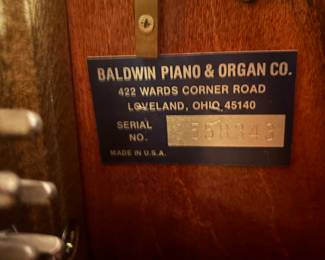 BALDWIN PIANO & ORGAN CO.
422 WARDS CORNER ROAD
LOVELAND, OHIO 45140
SERIAL
NO.
MADE IN U.S.A.